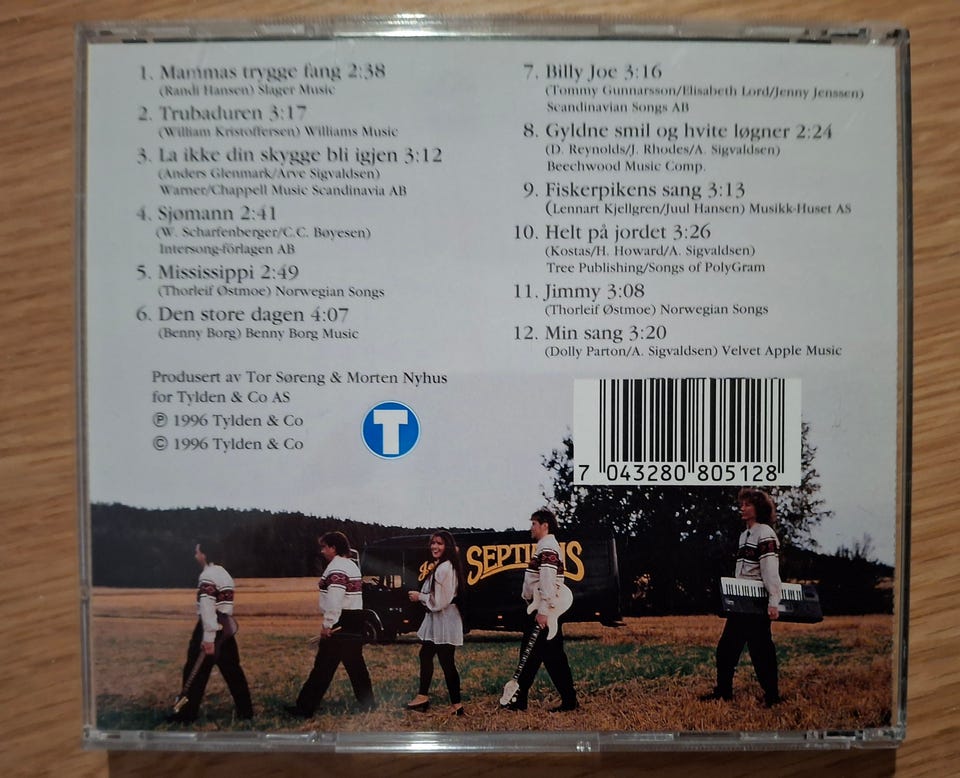 1. Mammas trygge fang 2:38
(Randi Hansen) Slager Music
2. Trubaduren 3:17
(William Kristoffersen) Williams Music
3. La ikke din skygge bli igjen 3:12
(Anders Glenmark/Arve Sigvaldsen)
Warner/Chappell Music Scandinavia AB
4. Sjømann 2:41
(W. Scharfenberger/C.C. Bøyesen)
Intersong-förlagen AB
5. Mississippi 2:49
(Thorleif Østmoe) Norwegian Songs
6. Den store dagen 4:07
(Benny Borg) Benny Borg Music
7. Billy Joe 3:16
(Tommy Gunnarsson/Elisabeth Lord/Jenny Jenssen)
Scandinavian Songs AB
8. Gyldne smil og hvite løgner 2:24
(D. Reynolds/J. Rhodes/A. Sigvaldsen)
Beechwood Music Comp.
9. Fiskerpikens sang 3:13
(Lennart Kjellgren/Juul Hansen) Musikk-Huset AS
10. Helt på jordet 3:26
(Kostas/H. Howard/A. Sigvaldsen)
Tree Publishing/Songs of PolyGram
11. Jimmy 3:08
(Thorleif Østmoe) Norwegian Songs
12. Min sang 3:20
(Dolly Parton/A. Sigvaldsen) Velvet Apple Music
Produsert av Tor Søreng & Morten Nyhus
for Tylden & Co AS
℗ 1996 Tylden & Co
© 1996 Tylden & Co
T
7 043280 805128